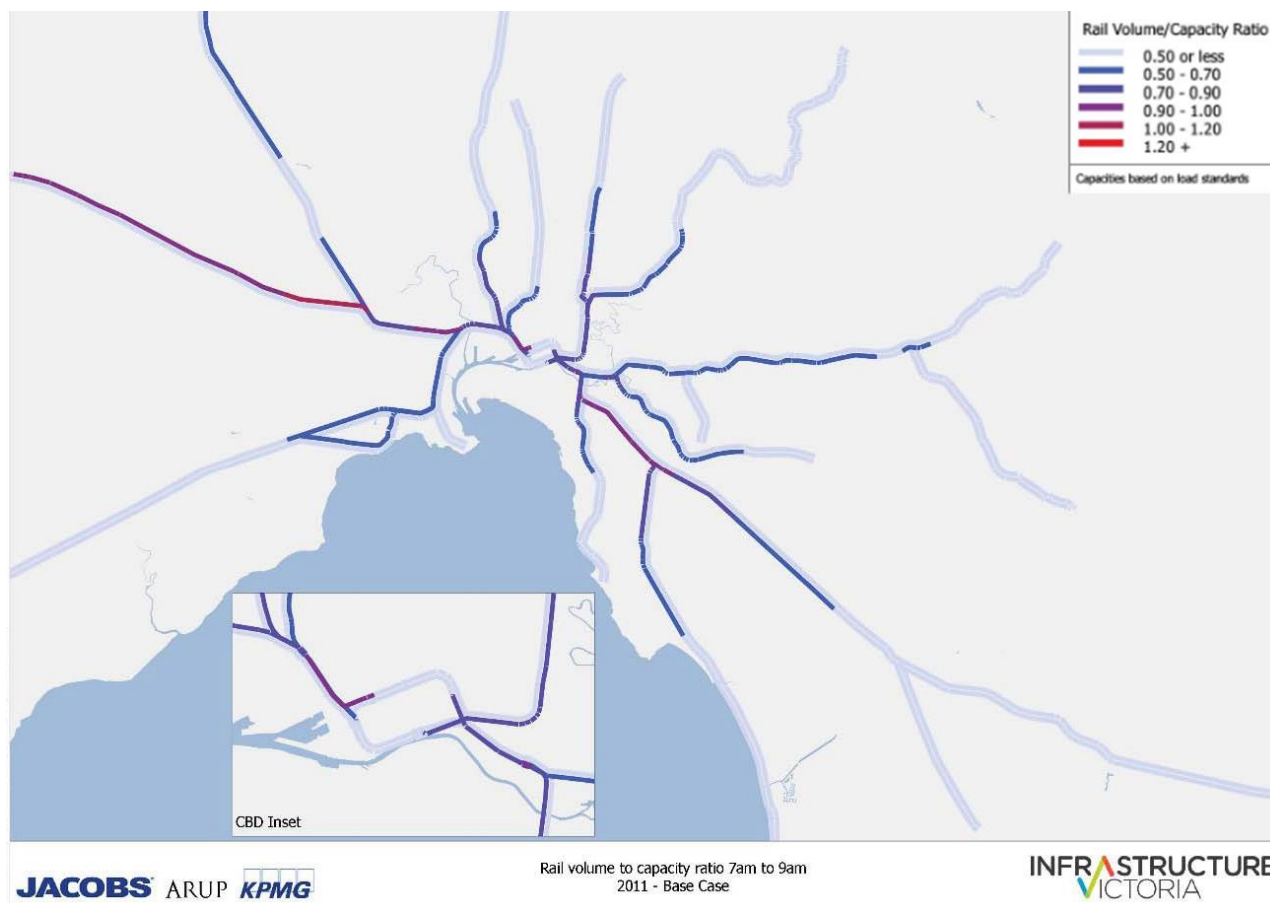 Rail Volume/Capacity Ratio
0.50 or less
0.50 - 0.70
0.70 - 0.90
0.90 - 1.00
1.00 - 1.20
1.20 +
Capacities based on load standards
CBD Inset
JACOBS ARUP KPMG
Rail volume to capacity ratio 7am to 9am
2011 - Base Case
INFRASTRUCTURE
VICTORIA